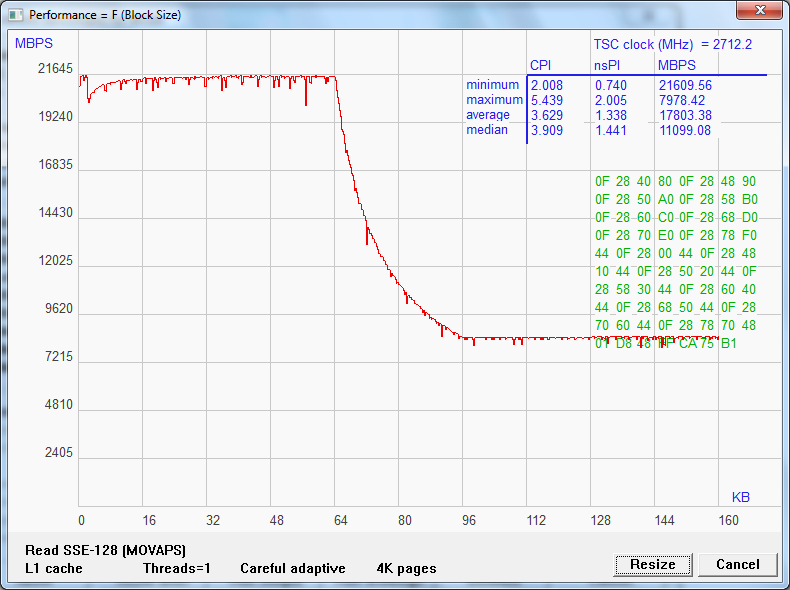 Performance = F (Block Size)
MBPS
TSC clock (MHz) = 2712.2
CPI nsPI MBPS
minimum 2.008 0.740 21609.56
maximum 5.439 2.005 7978.42
average 3.629 1.338 17803.38
median 3.909 1.441 11099.08
21645
19240
16835
14430
12025
9620
7215
4810
2405
0F 28 40 80 0F 28 48 90
0F 28 50 A0 0F 28 58 B0
0F 28 60 C0 0F 28 68 D0
0F 28 70 E0 0F 28 78 F0
44 0F 28 00 44 0F 28 48
10 44 0F 28 50 20 44 0F
28 58 30 44 0F 28 60 40
44 0F 28 68 50 44 0F 28
70 60 44 0F 28 78 70 48
01 D8 48 FF CA 75 B1
KB
0 16 32 48 64 80 96 112 128 144 160
Read SSE-128 (MOVAPS)
L1 cache Threads=1 Careful adaptive 4K pages
Resize Cancel